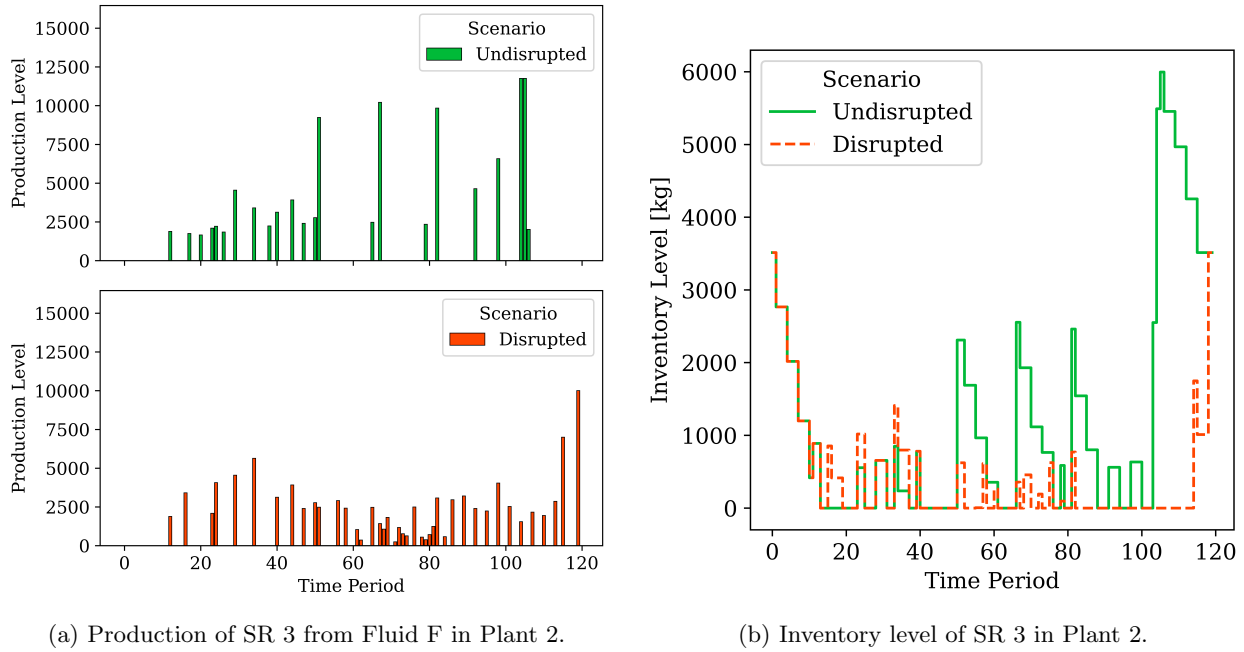 15000
12500
10000
7500
5000
2500
0
Production Level
Scenario
Undisrupted
15000
12500
10000
7500
5000
2500
0
Production Level
Scenario
Disrupted
0 20 40 60 80 100 120
Time Period
(a) Production of SR 3 from Fluid F in Plant 2.
6000
5000
4000
3000
2000
1000
0
Inventory Level [kg]
Scenario
Undisrupted
Disrupted
0 20 40 60 80 100 120
Time Period
(b) Inventory level of SR 3 in Plant 2.